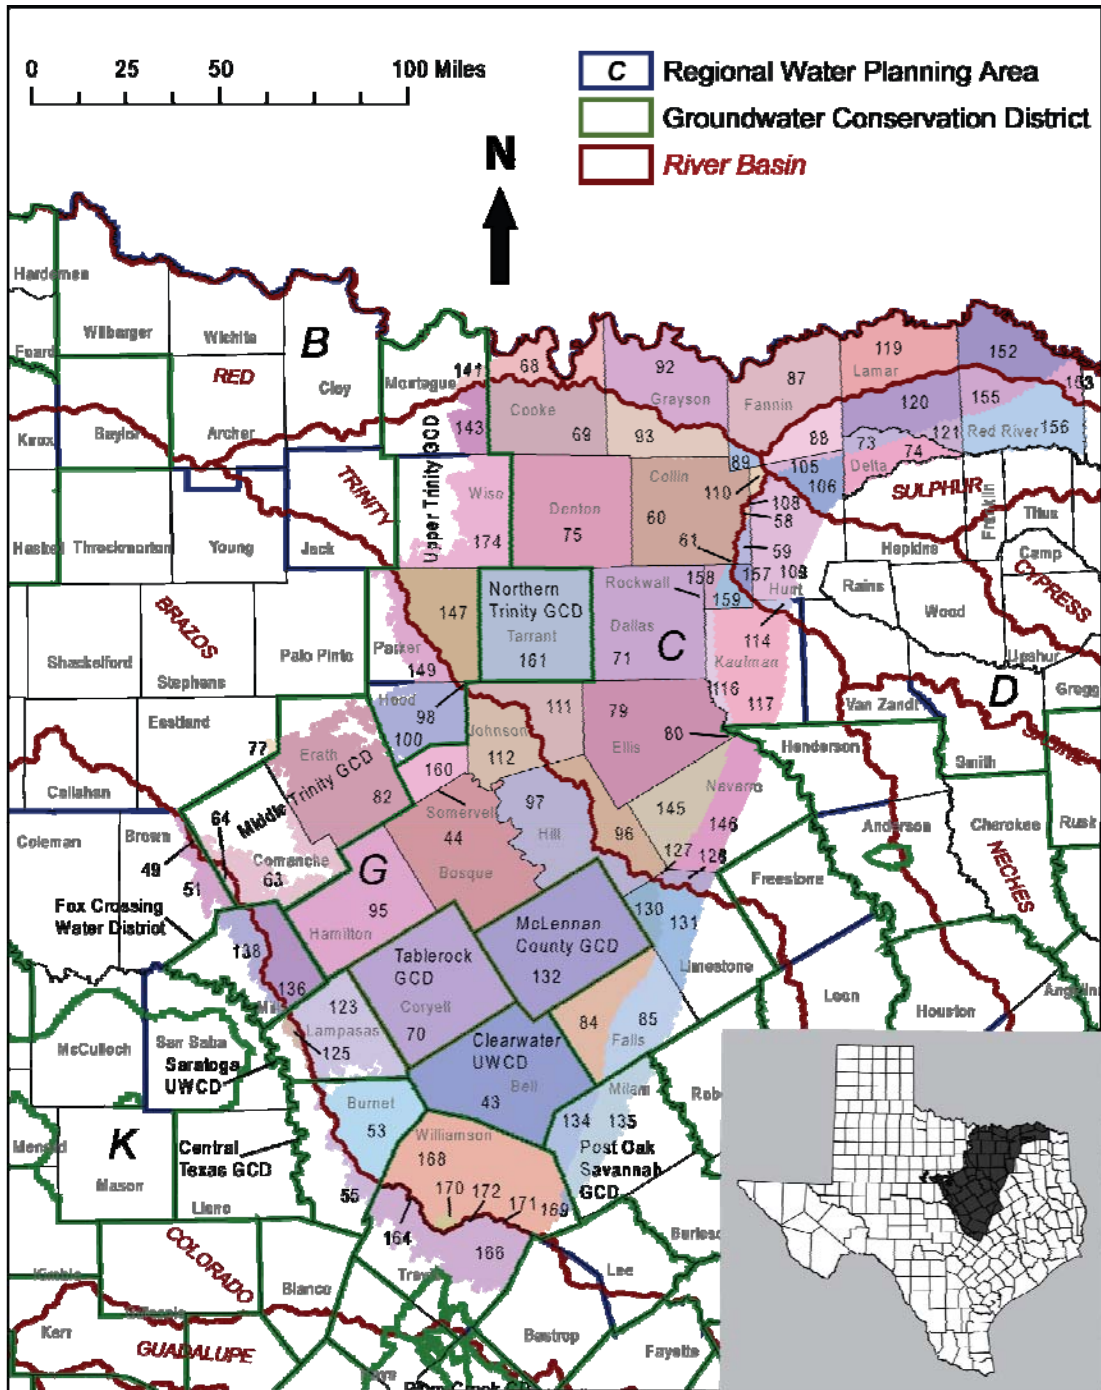 0 25 50 100 Miles
C Regional Water Planning Area
Groundwater Conservation District
River Basin
N
Hardeman
Wilbarger
Wichita
B
Foard
RED
Clay
Montague
141
68
92
87
119
Lamar
152
Cooke
Grayson
Fannin
155
120
Knox
Baylor
Archer
143
69
93
88
73
121
Red River
156
89
105
Delta
74
Collin
110
106
SULPHUR
Upper Trinity GCD
TRINITY
Wise
Denton
108
58
Franklin
Titus
Haskell
Throckmorton
Young
Jack
174
75
60
61
59
Hopkins
Camp
CYPRESS
Northern
Trinity GCD
Rockwall
158
157
Hunt
159
Rains
Wood
BRAZOS
147
Tarrant
161
Dallas
71
C
114
Kaufman
Upshur
Shackelford
Stephens
Palo Pinto
Parker
149
116
117
D
Gregg
Van Zandt
Hood
98
100
111
79
80
Eastland
77
Johnson
112
Ellis
Henderson
Smith
SABINE
Erath
Middle Trinity GCD
82
160
Somervell
97
Hill
Navarro
145
146
Callahan
64
44
Bosque
96
Anderson
Cherokee
Rusk
Coleman
Brown
49
Comanche
63
G
127
126
NECHES
51
Freestone
Fox Crossing
Water District
95
Hamilton
McLennan
County GCD
132
130
131
138
Tablerock
GCD
Limestone
136
Mills
123
Coryell
Leon
Houston
Angelina
Lampasas
125
70
84
85
Falls
McCulloch
San Saba
Saratoga
UWCD
Clearwater
UWCD
Bell
43
Milam
Burnet
53
134
135
K
Menard
Mason
Central
Texas GCD
Williamson
168
Post Oak
Savannah
GCD
Llano
55
170
172
171
169
164
166
Burleson
COLORADO
Travis
Lee
Kimble
Blanco
Gillespie
Kerr
GUADALUPE
Bastrop
Fayette
Hays